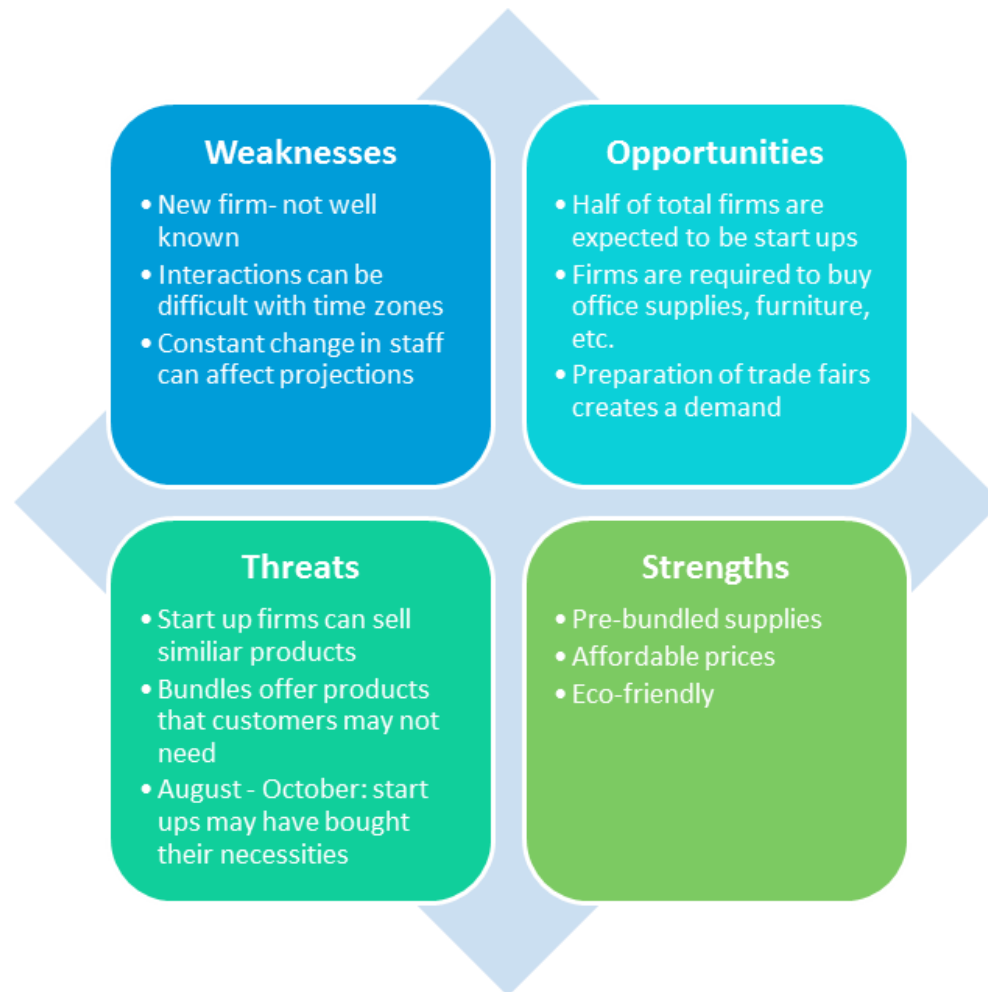 Weaknesses
• New firm- not well
known
• Interactions can be
difficult with time zones
• Constant change in staff
can affect projections
Opportunities
• Half of total firms are
expected to be start ups
• Firms are required to buy
office supplies, furniture,
etc.
• Preparation of trade fairs
creates a demand
Threats
• Start up firms can sell
similiar products
• Bundles offer products
that customers may not
need
• August - October: start
ups may have bought
their necessities
Strengths
• Pre-bundled supplies
• Affordable prices
• Eco-friendly